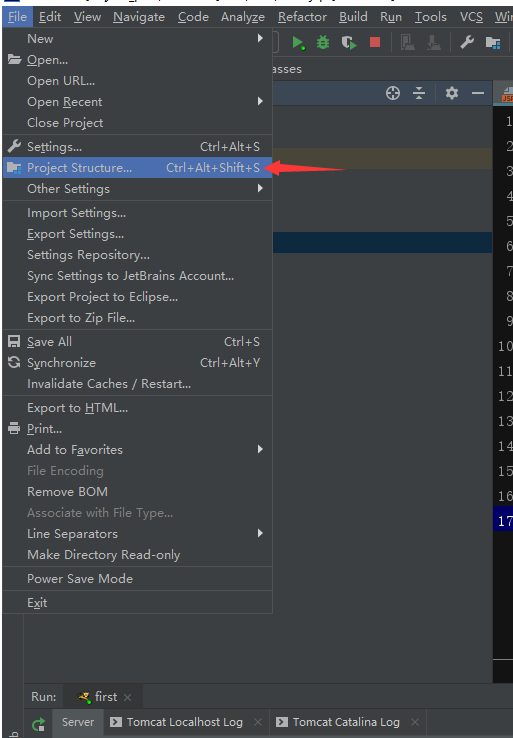 File Edit View Navigate Code Analyze Refactor Build Run Tools VCS
New
Open...
Open URL...
Open Recent
Close Project
Settings... Ctrl+Alt+S
Project Structure... Ctrl+Alt+Shift+S
Other Settings
Import Settings...
Export Settings...
Settings Repository...
Sync Settings to JetBrains Account...
Export Project to Eclipse...
Export to Zip File...
Save All Ctrl+S
Synchronize Ctrl+Alt+Y
Invalidate Caches / Restart...
Export to HTML...
Print...
Add to Favorites
File Encoding
Remove BOM
Associate with File Type...
Line Separators
Make Directory Read-only
Power Save Mode
Exit
asses
1
2
3
4
5
6
7
8
9
10
11
12
13
14
15
16
17
Run: first
Server Tomcat Localhost Log Tomcat Catalina Log